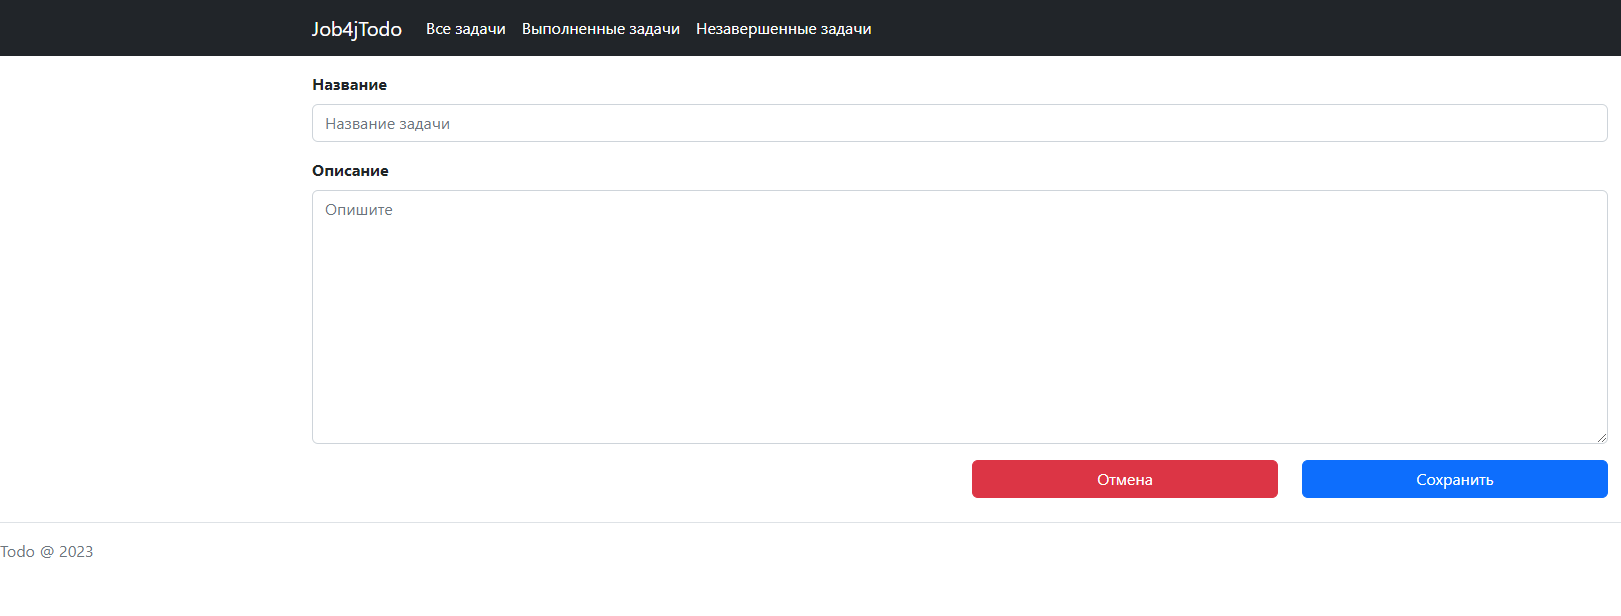 Job4jTodo Все задачи Выполненные задачи Незавершенные задачи
Название
Название задачи
Описание
Опишите
Отмена Сохранить
Todo @ 2023